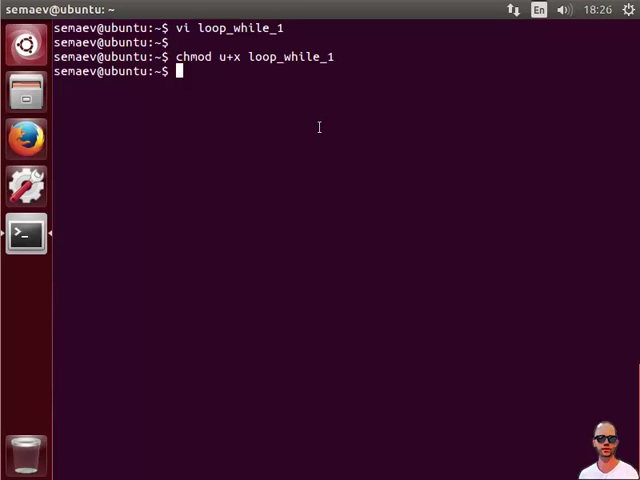 semaev@ubuntu: ~
En
18:26
semaev@ubuntu:~$ vi loop_while_1
semaev@ubuntu:~$
semaev@ubuntu:~$ chmod u+x loop_while_1
semaev@ubuntu:~$
>_